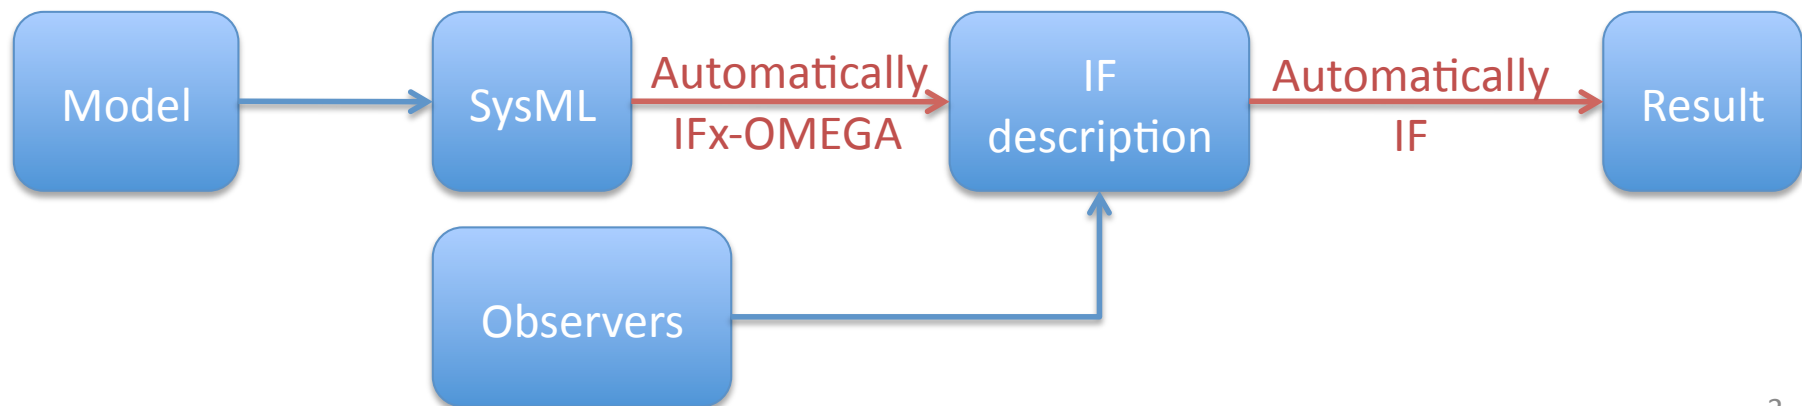 Model
SysML
Automatically
IFx-OMEGA
IF
description
Automatically
IF
Result
Observers